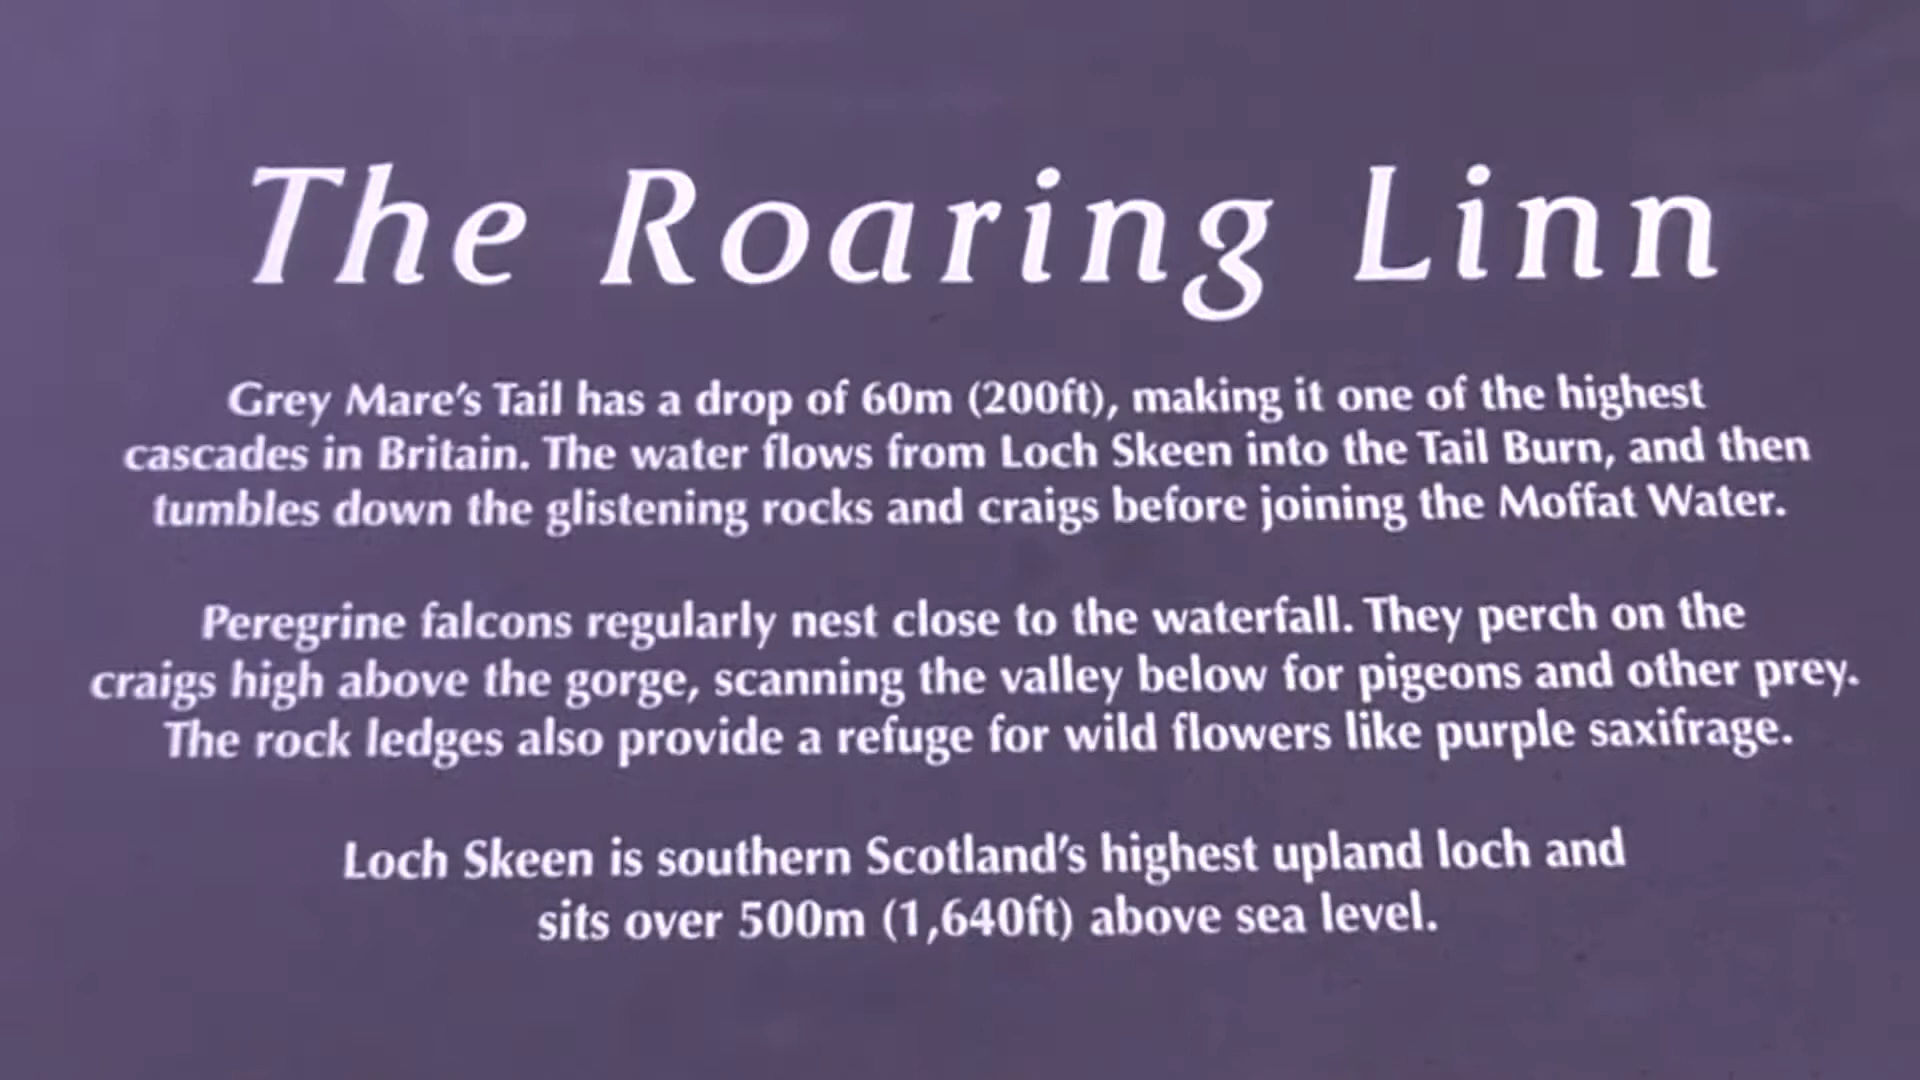 The Roaring Linn
Grey Mare's Tail has a drop of 60m (200ft), making it one of the highest
cascades in Britain. The water flows from Loch Skeen into the Tail Burn, and then
tumbles down the glistening rocks and craigs before joining the Moffat Water.
Peregrine falcons regularly nest close to the waterfall. They perch on the
craigs high above the gorge, scanning the valley below for pigeons and other prey.
The rock ledges also provide a refuge for wild flowers like purple saxifrage.
Loch Skeen is southern Scotland's highest upland loch and
sits over 500m (1,640ft) above sea level.